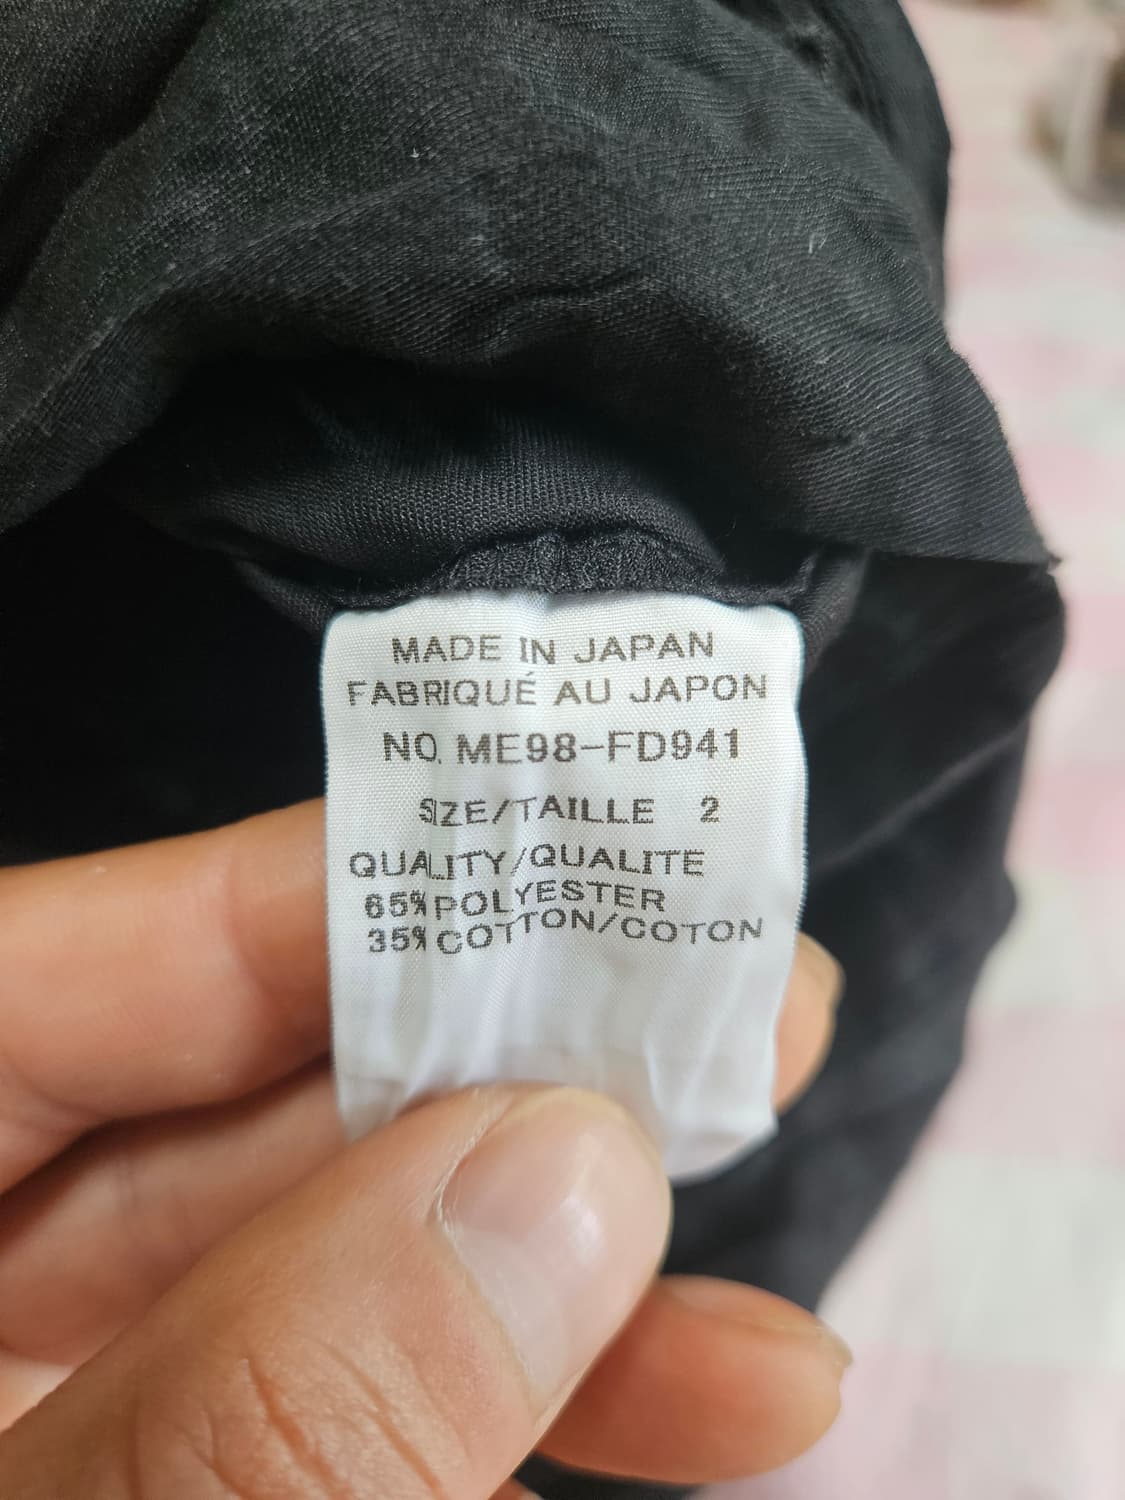 MADE IN JAPAN
FABRIQUÉ AU JAPON
NO. ME98-FD941
SIZE/TAILLE 2
QUALITY/QUALITE
65% POLYESTER
35% COTTON/COTON